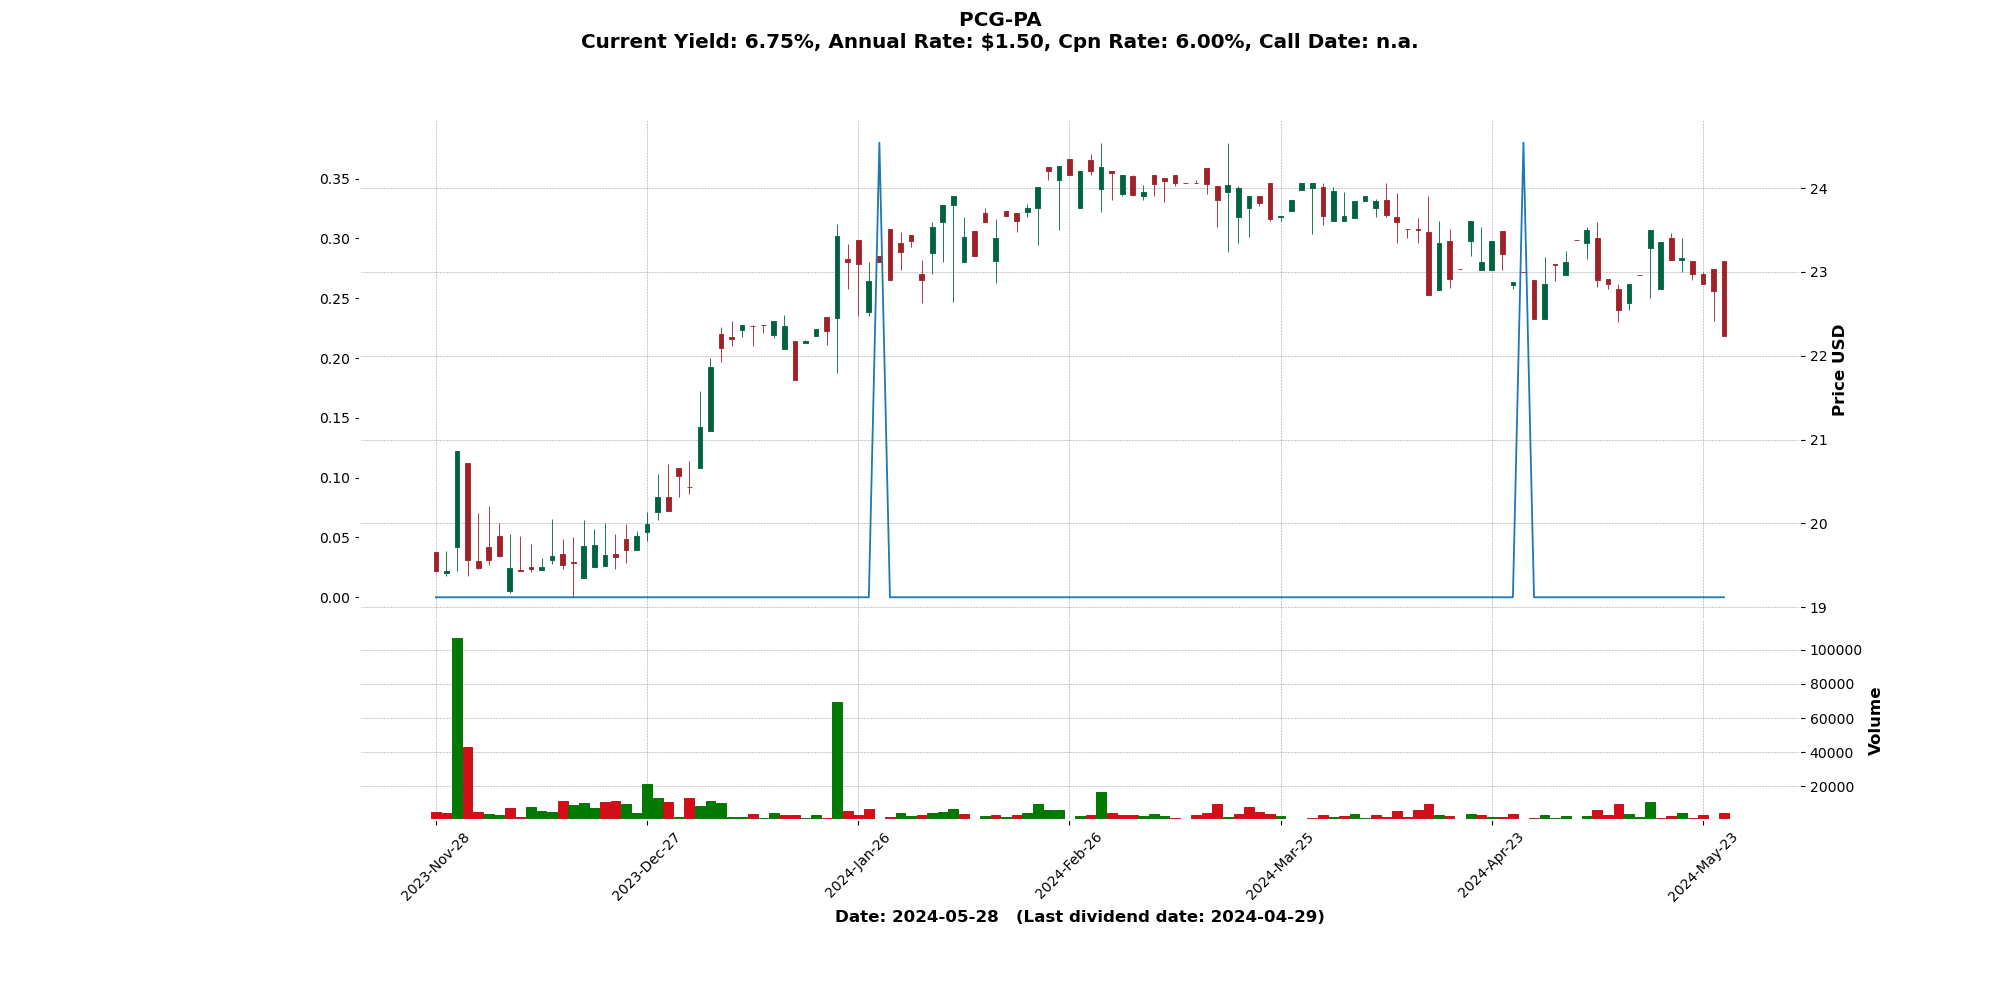 PCG-PA
Current Yield: 6.75%, Annual Rate: $1.50, Cpn Rate: 6.00%, Call Date: n.a.
0.35
0.30
0.25
0.20
0.15
0.10
0.05
0.00
24
23
22
21
20
19
Price USD
100000
80000
60000
40000
20000
Volume
2023-Nov-28
2023-Dec-27
2024-Jan-26
2024-Feb-26
2024-Mar-25
2024-Apr-23
2024-May-23
Date: 2024-05-28 (Last dividend date: 2024-04-29)